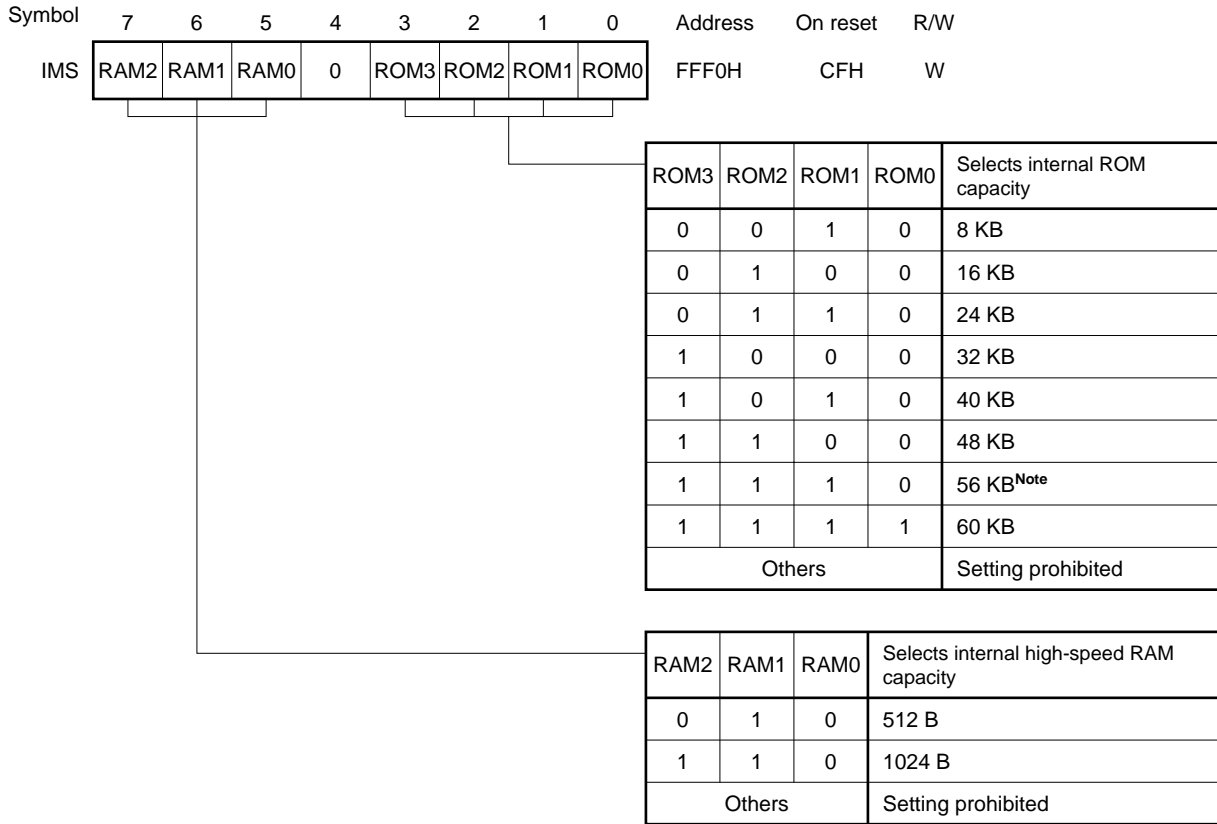 Symbol 7 6 5 4 3 2 1 0 Address On reset R/W
IMS RAM2 RAM1 RAM0 0 ROM3 ROM2 ROM1 ROM0 FFF0H CFH W
ROM3 ROM2 ROM1 ROM0 Selects internal ROM
capacity
0 0 1 0 8 KB
0 1 0 0 16 KB
0 1 1 0 24 KB
1 0 0 0 32 KB
1 0 1 0 40 KB
1 1 0 0 48 KB
1 1 1 0 56 KBNote
1 1 1 1 60 KB
Others Setting prohibited
RAM2 RAM1 RAM0 Selects internal high-speed RAM
capacity
0 1 0 512 B
1 1 0 1024 B
Others Setting prohibited